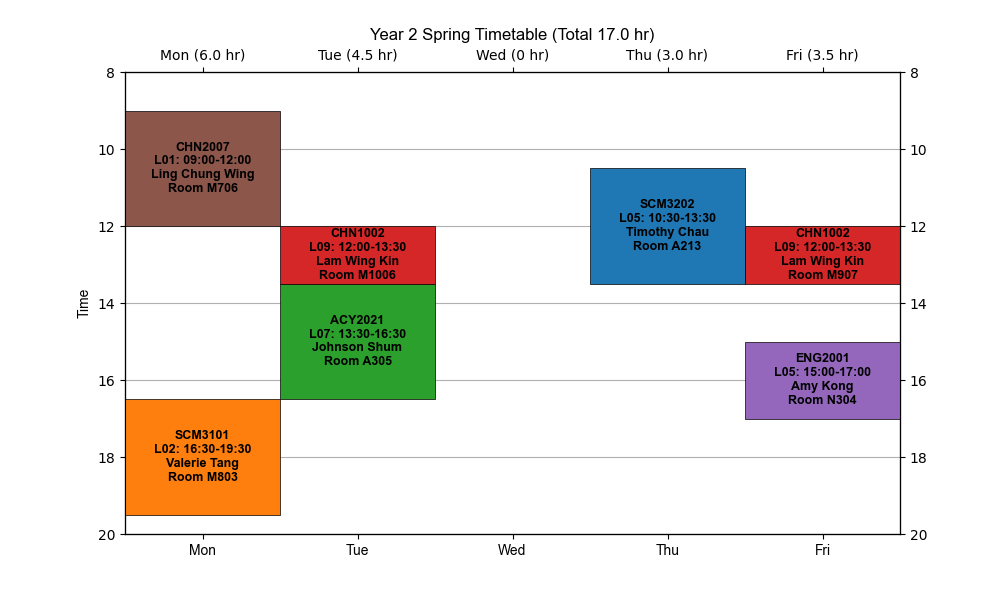 Year 2 Spring Timetable (Total 17.0 hr)
Mon (6.0 hr) Tue (4.5 hr) Wed (0 hr) Thu (3.0 hr) Fri (3.5 hr)
Time
8
10
12
14
16
18
20
CHN2007
L01: 09:00-12:00
Ling Chung Wing
Room M706
SCM3101
L02: 16:30-19:30
Valerie Tang
Room M803
CHN1002
L09: 12:00-13:30
Lam Wing Kin
Room M1006
ACY2021
L07: 13:30-16:30
Johnson Shum
Room A305
SCM3202
L05: 10:30-13:30
Timothy Chau
Room A213
CHN1002
L09: 12:00-13:30
Lam Wing Kin
Room M907
ENG2001
L05: 15:00-17:00
Amy Kong
Room N304
8
10
12
14
16
18
20
Mon Tue Wed Thu Fri